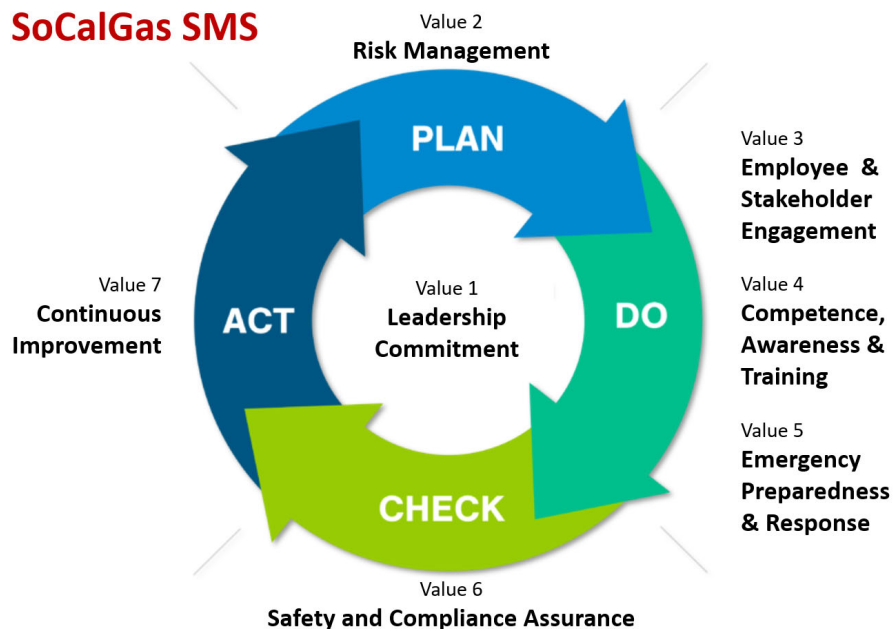 SoCalGas SMS
Value 2
Risk Management
PLAN
Value 3
Employee &
Stakeholder
Engagement
Value 7
Continuous
Improvement
ACT
Value 1
Leadership
Commitment
DO
Value 4
Competence,
Awareness &
Training
Value 5
Emergency
Preparedness
& Response
CHECK
Value 6
Safety and Compliance Assurance